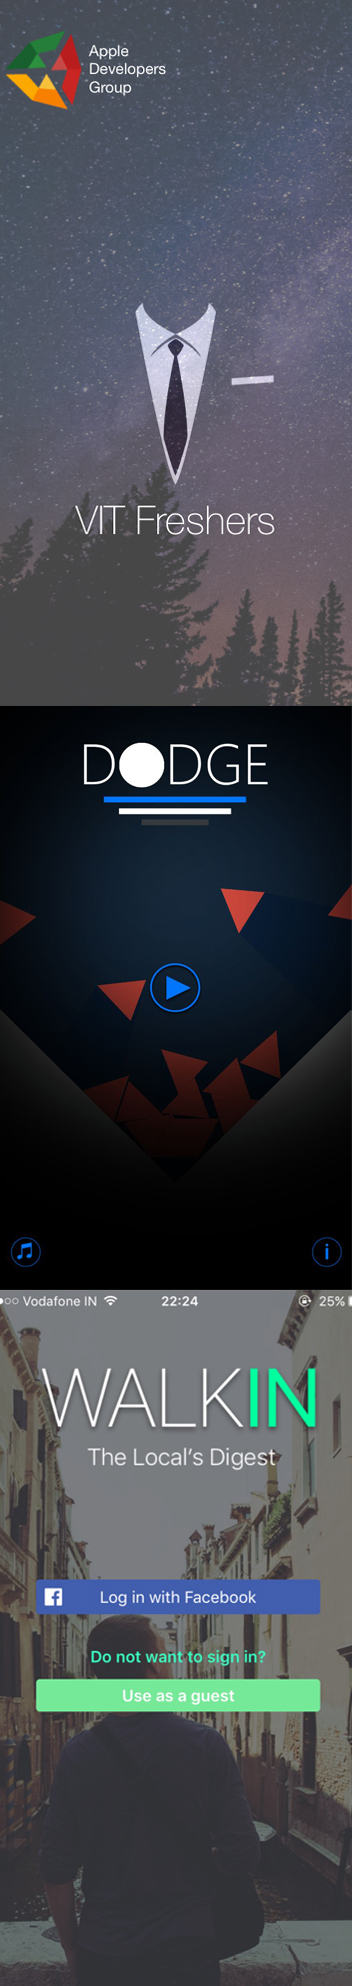 Apple
Developers
Group
VIT Freshers
DODGE
Vodafone IN 22:24 25%
WALKIN
The Local's Digest
Log in with Facebook
Do not want to sign in?
Use as a guest